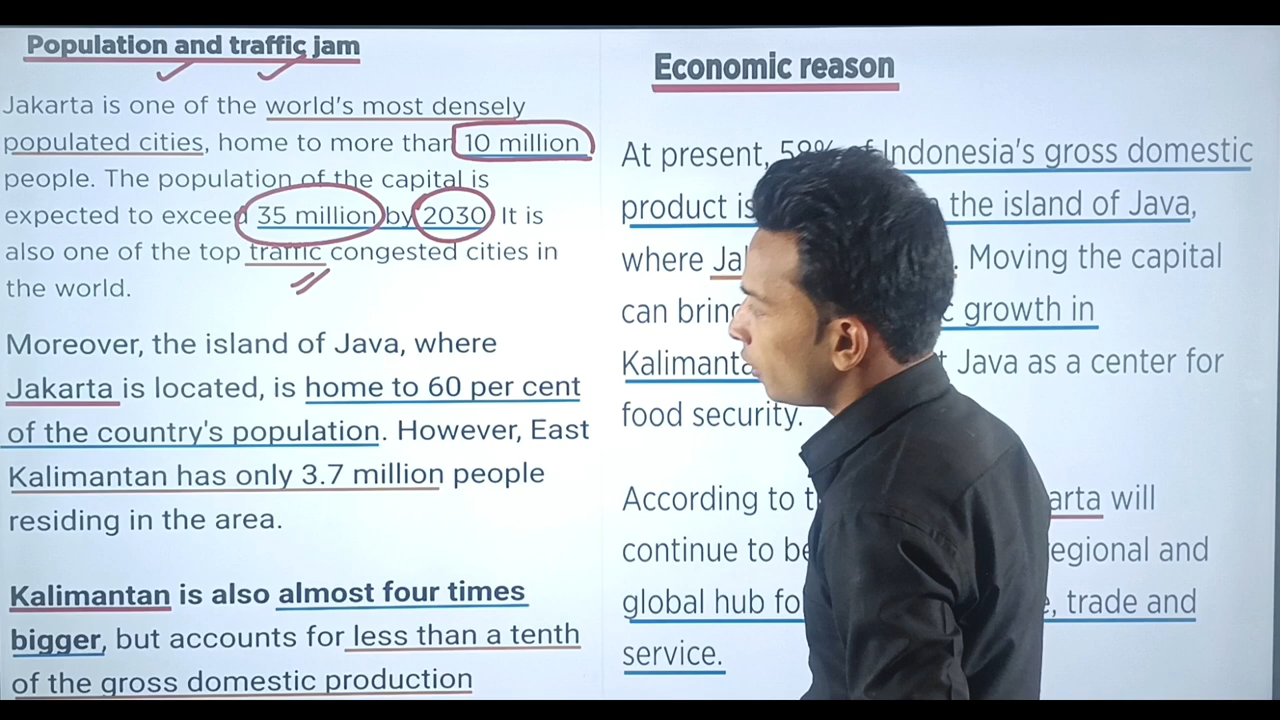 Population and traffic jam
Jakarta is one of the world's most densely
populated cities, home to more than 10 million
people. The population of the capital is
expected to exceed 35 million by 2030 It is
also one of the top traffic congested cities in
the world.
Moreover, the island of Java, where
Jakarta is located, is home to 60 per cent
of the country's population. However, East
Kalimantan has only 3.7 million people
residing in the area.
Kalimantan is also almost four times
bigger, but accounts for less than a tenth
of the gross domestic production
Economic reason
At present, 58% of Indonesia's gross domestic
product is the island of Java,
where Moving the capital
can bring growth in
Java as a center for
food security.
According to will
continue to regional and
global hub trade and
service.